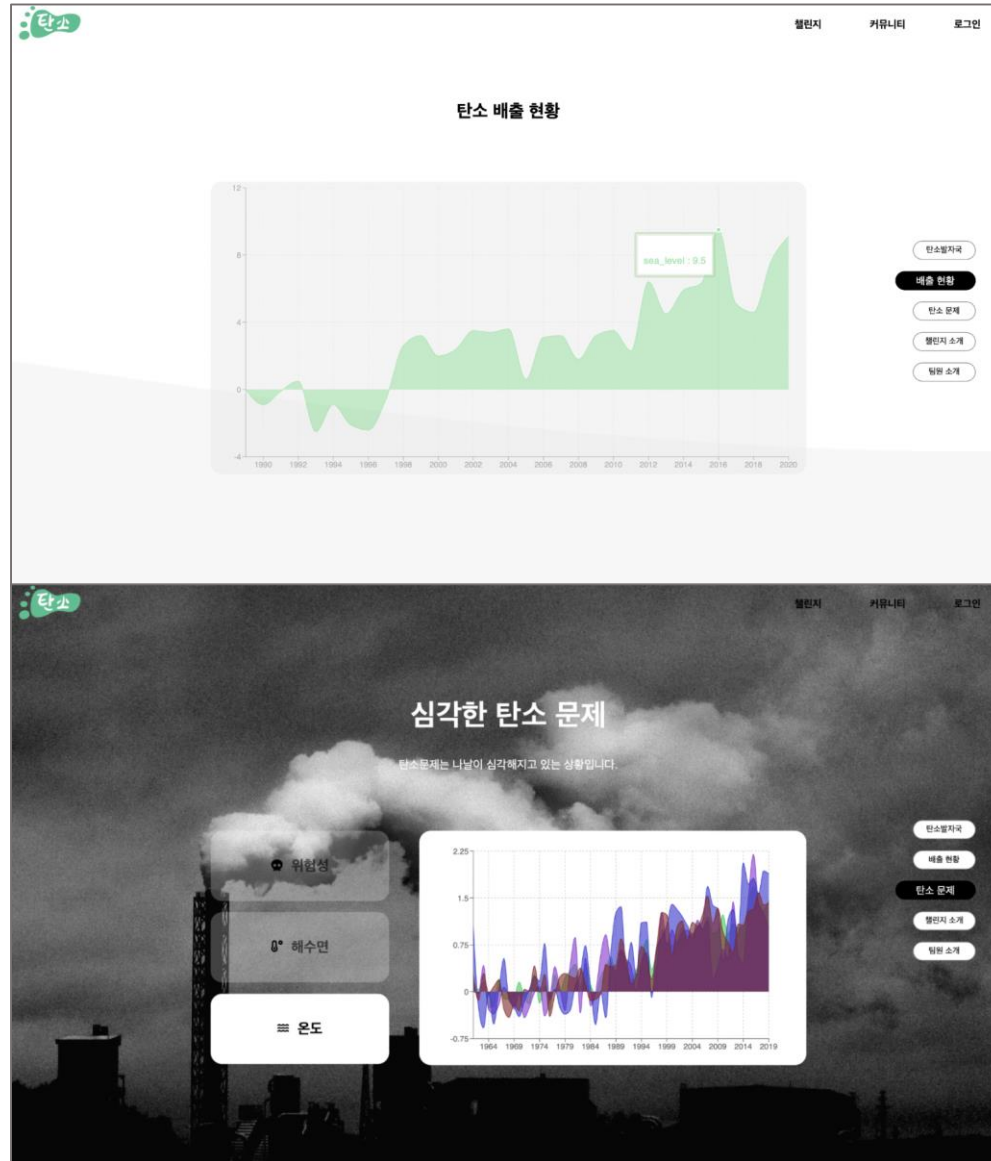 탄소
챌린지 커뮤니티 로그인
탄소 배출 현황
12
8
4
0
-4
sea_level : 9.5
1990 1992 1994 1996 1998 2000 2002 2004 2006 2008 2010 2012 2014 2016 2018 2020
탄소발자국
배출 현황
탄소 문제
챌린지 소개
팀원 소개
탄소
챌린지 커뮤니티 로그인
심각한 탄소 문제
탄소문제는 나날이 심각해지고 있는 상황입니다.
위험성
해수면
온도
2.25
1.5
0.75
0
-0.75
1964 1969 1974 1979 1984 1989 1994 1999 2004 2009 2014 2019
탄소발자국
배출 현황
탄소 문제
챌린지 소개
팀원 소개